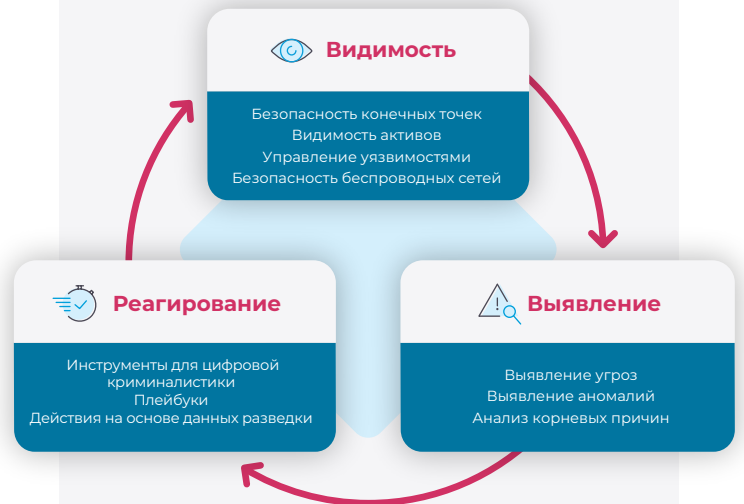 Видимость
Безопасность конечных точек
Видимость активов
Управление уязвимостями
Безопасность беспроводных сетей
Реагирование
Инструменты для цифровой
криминалистики
Плейбуки
Действия на основе данных разведки
Выявление
Выявление угроз
Выявление аномалий
Анализ корневых причин